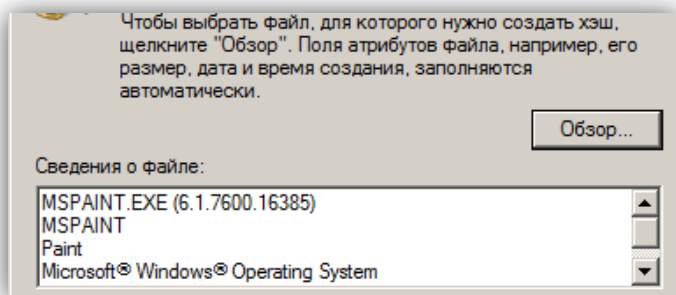 Чтобы выбрать файл, для которого нужно создать хэш,
щелкните "Обзор". Поля атрибутов файла, например, его
размер, дата и время создания, заполняются
автоматически.
Обзор...
Сведения о файле:
MSPAINT.EXE (6.1.7600.16385)
MSPAINT
Paint
Microsoft® Windows® Operating System